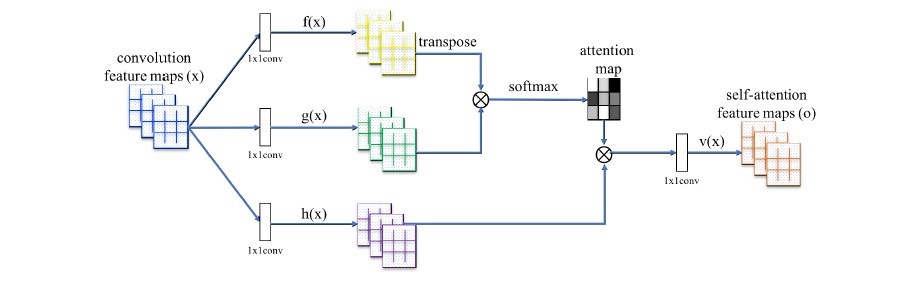 convolution
feature maps (x)
f(x)
1x1conv
transpose
g(x)
1x1conv
h(x)
1x1conv
softmax
attention
map
v(x)
1x1conv
self-attention
feature maps (o)